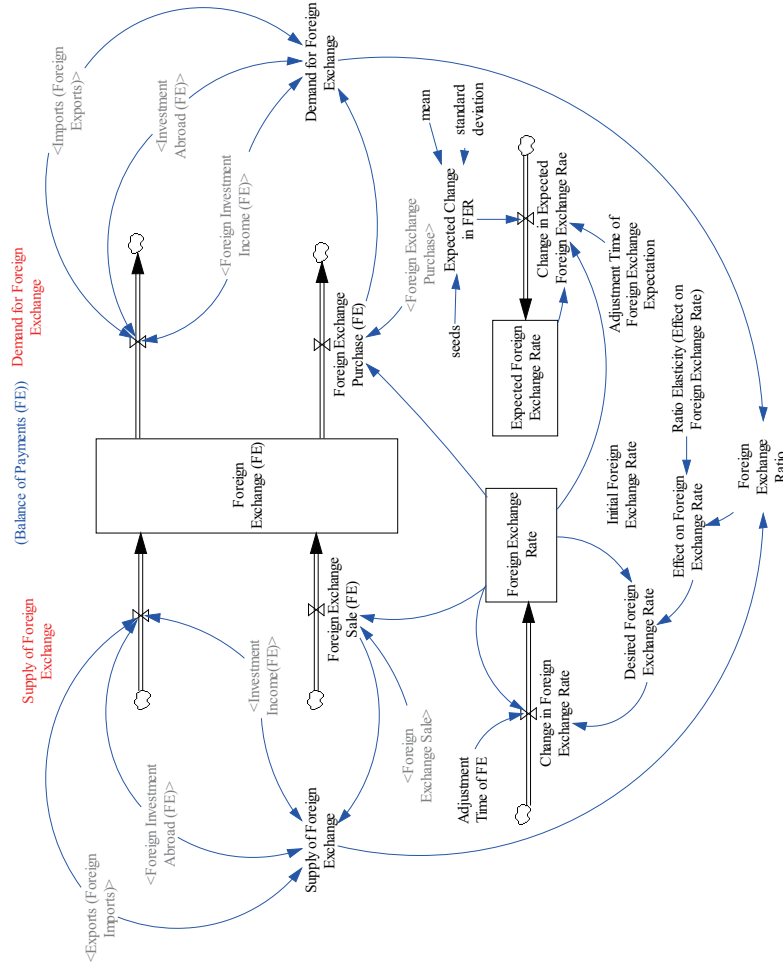 (Balance of Payments (FE))
Supply of Foreign
Exchange
Demand for Foreign
Exchange
<Exports (Foreign
Imports)>
<Foreign Investment
Abroad (FE)>
<Investment
Income(FE)>
Supply of Foreign
Exchange
<Foreign
Exchange Sale>
Foreign Exchange
Sale (FE)
Foreign
Exchange (FE)
<Imports (Foreign
Exports)>
<Investment
Abroad (FE)>
<Foreign Investment
Income (FE)>
Demand for Foreign
Exchange
Foreign Exchange
Purchase (FE)
<Foreign Exchange
Purchase>
Adjustment
Time of FE
Change in Foreign
Exchange Rate
Foreign Exchange
Rate
Desired Foreign
Exchange Rate
Initial Foreign
Exchange Rate
Effect on Foreign
Exchange Rate
Ratio Elasticity (Effect on
Foreign Exchange Rate)
Foreign
Exchange
Ratio
seeds
Expected Change
in FER
mean
standard
deviation
Expected Foreign
Exchange Rate
Change in Expected
Foreign Exchange Rae
Adjustment Time of
Foreign Exchange
Expectation